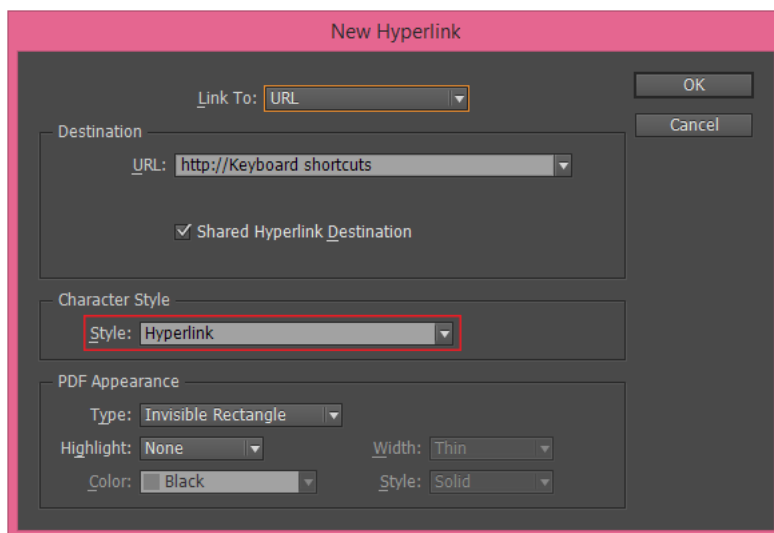 New Hyperlink
Link To: URL
OK
Cancel
Destination
URL: http://Keyboard shortcuts
Shared Hyperlink Destination
Character Style
Style: Hyperlink
PDF Appearance
Type: Invisible Rectangle
Highlight: None Width: Thin
Color: Black Style: Solid